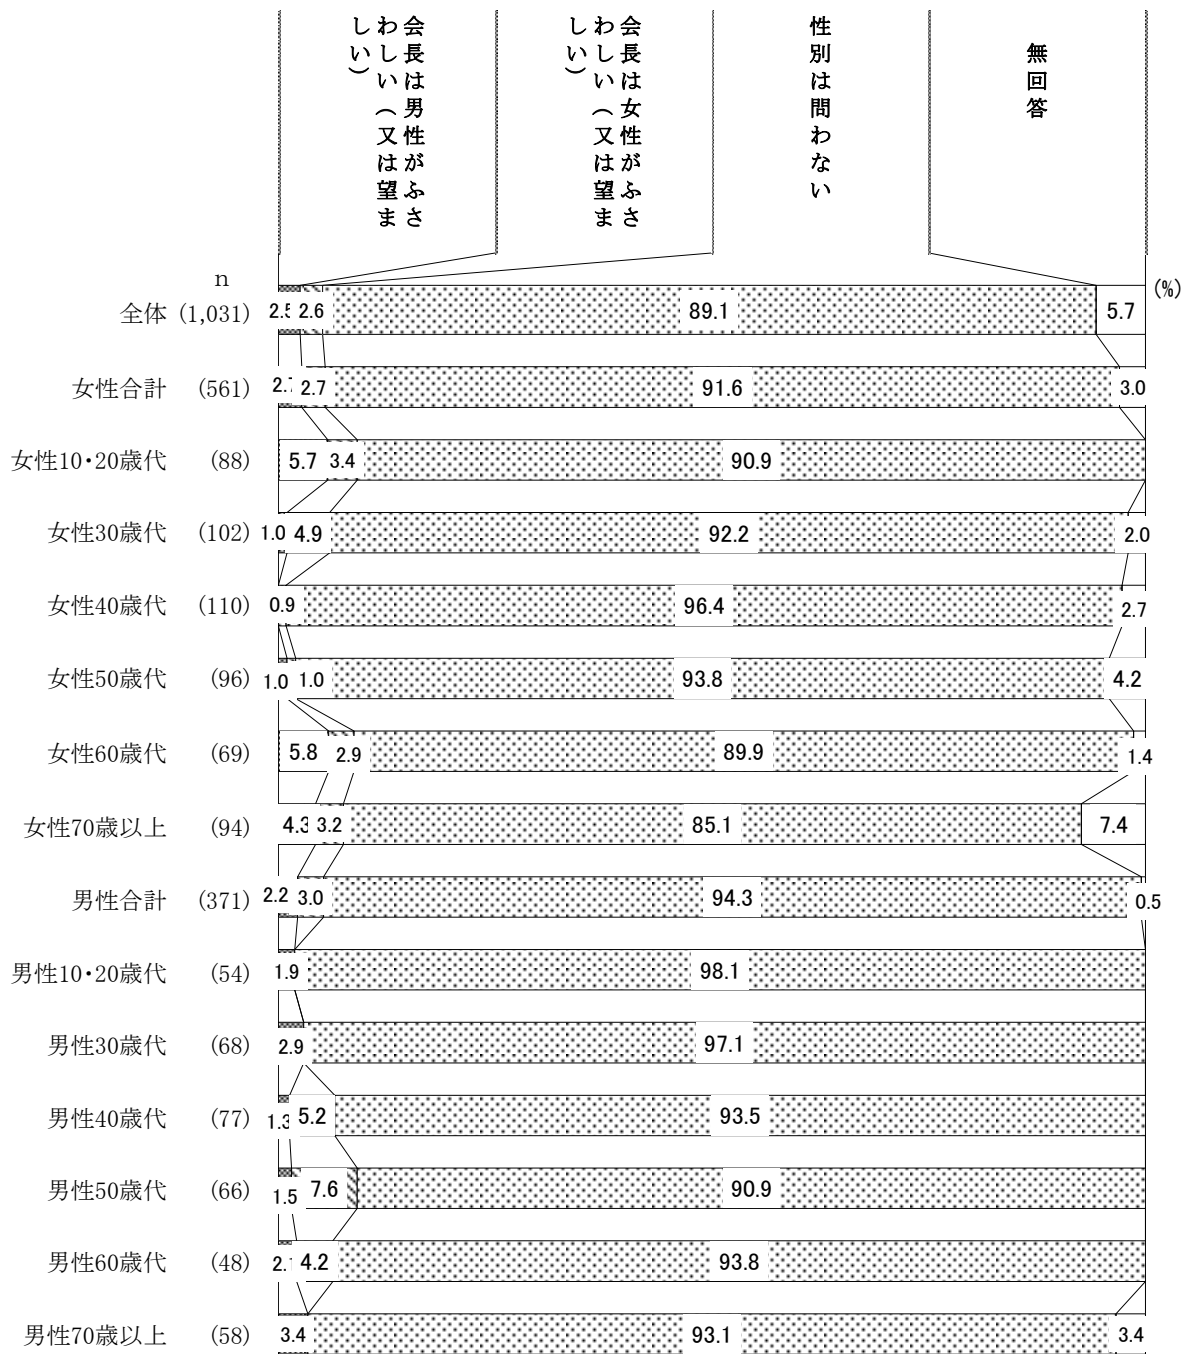 会長は男性がふさ
わしい（又は望ま
しい）
会長は女性がふさ
わしい（又は望ま
しい）
性別は問わない
無回答
n
(%)
全体 (1,031) 2.5 2.6 89.1 5.7
女性合計 (561) 2.7 2.7 91.6 3.0
女性10・20歳代 (88) 5.7 3.4 90.9
女性30歳代 (102) 1.0 4.9 92.2 2.0
女性40歳代 (110) 0.9 96.4 2.7
女性50歳代 (96) 1.0 1.0 93.8 4.2
女性60歳代 (69) 5.8 2.9 89.9 1.4
女性70歳以上 (94) 4.3 3.2 85.1 7.4
男性合計 (371) 2.2 3.0 94.3 0.5
男性10・20歳代 (54) 1.9 98.1
男性30歳代 (68) 2.9 97.1
男性40歳代 (77) 1.3 5.2 93.5
男性50歳代 (66) 1.5 7.6 90.9
男性60歳代 (48) 2.1 4.2 93.8
男性70歳以上 (58) 3.4 93.1 3.4